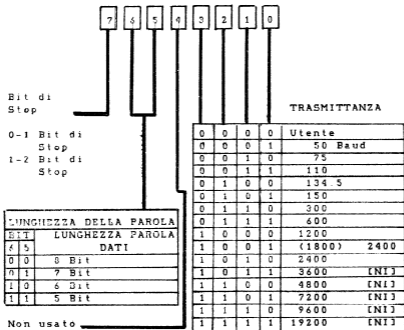 7 6 5 4 3 2 1 0
Bit di
Stop
0-1 Bit di
Stop
1-2 Bit di
Stop
TRASMITTANZA
0 0 0 0 Utente
0 0 0 1 50 Baud
0 0 1 0 75
0 0 1 1 110
0 1 0 0 134.5
0 1 0 1 150
0 1 1 0 300
0 1 1 1 600
1 0 0 0 1200
1 0 0 1 (1800) 2400
1 0 1 0 2400
1 0 1 1 3600 [NI]
1 1 0 0 4800 [NI]
1 1 0 1 7200 [NI]
1 1 1 0 9600 [NI]
1 1 1 1 19200 [NI]
LUNGHEZZA DELLA PAROLA
BIT LUNGHEZZA PAROLA
6 5 DATI
0 0 8 Bit
0 1 7 Bit
1 0 6 Bit
1 1 5 Bit
Non usato